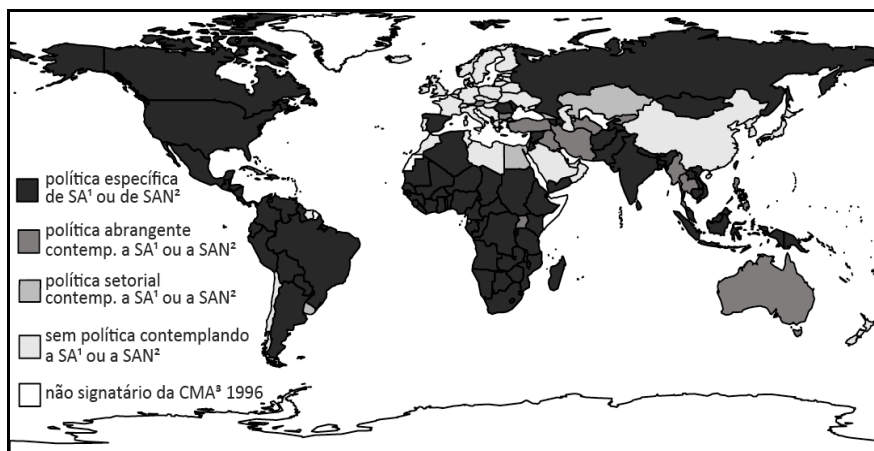 política específica
de SA¹ ou de SAN²
política abrangente
contemp. a SA¹ ou a SAN²
política setorial
contemp. a SA¹ ou a SAN²
sem política contemplando
a SA¹ ou a SAN²
não signatário da CMA³ 1996